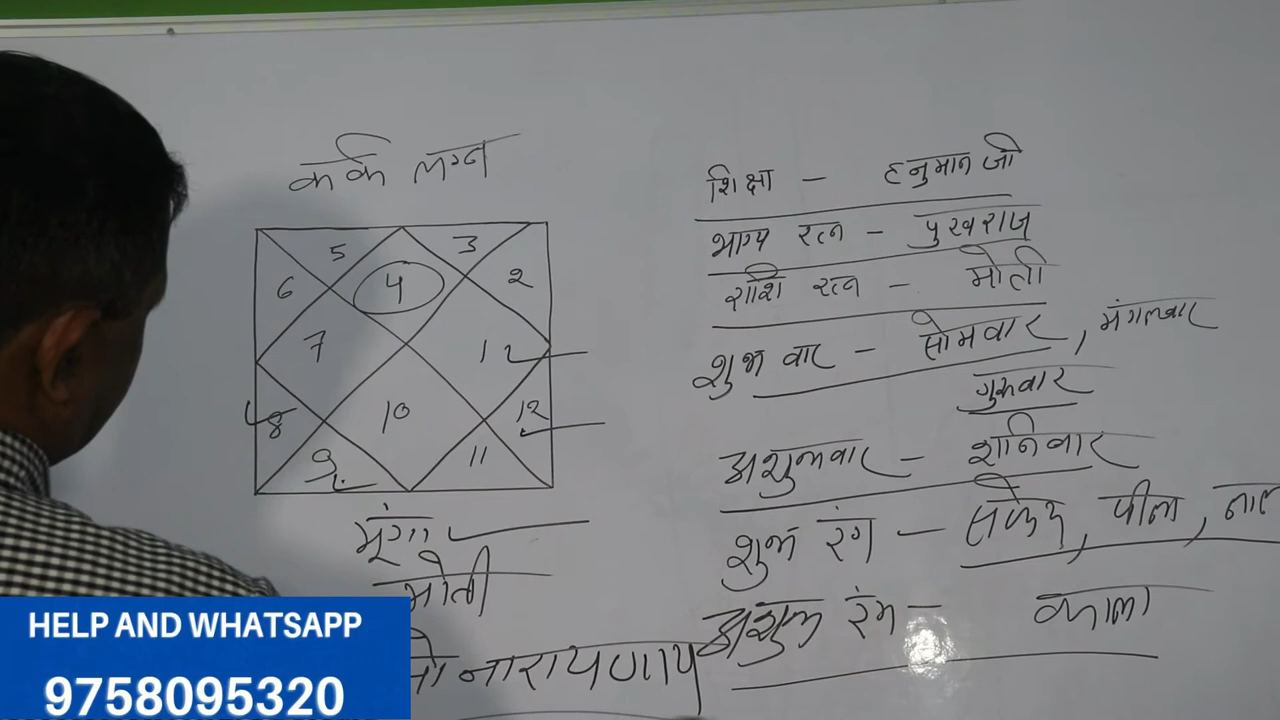 कर्क लग्न
5
3
6
4
2
7
1
10
8
12
9
11
मूंगा
मोती
नारायणाय
शिक्षा - हनुमान जी
भाग्य रत्न - पुखराज
राशि रत्न - मोती
शुभ वार - सोमवार, मंगलवार
गुरुवार
अशुभवार - शनिवार
शुभ रंग - सफेद, पीला,
अशुभ रंग - काला
HELP AND WHATSAPP
9758095320